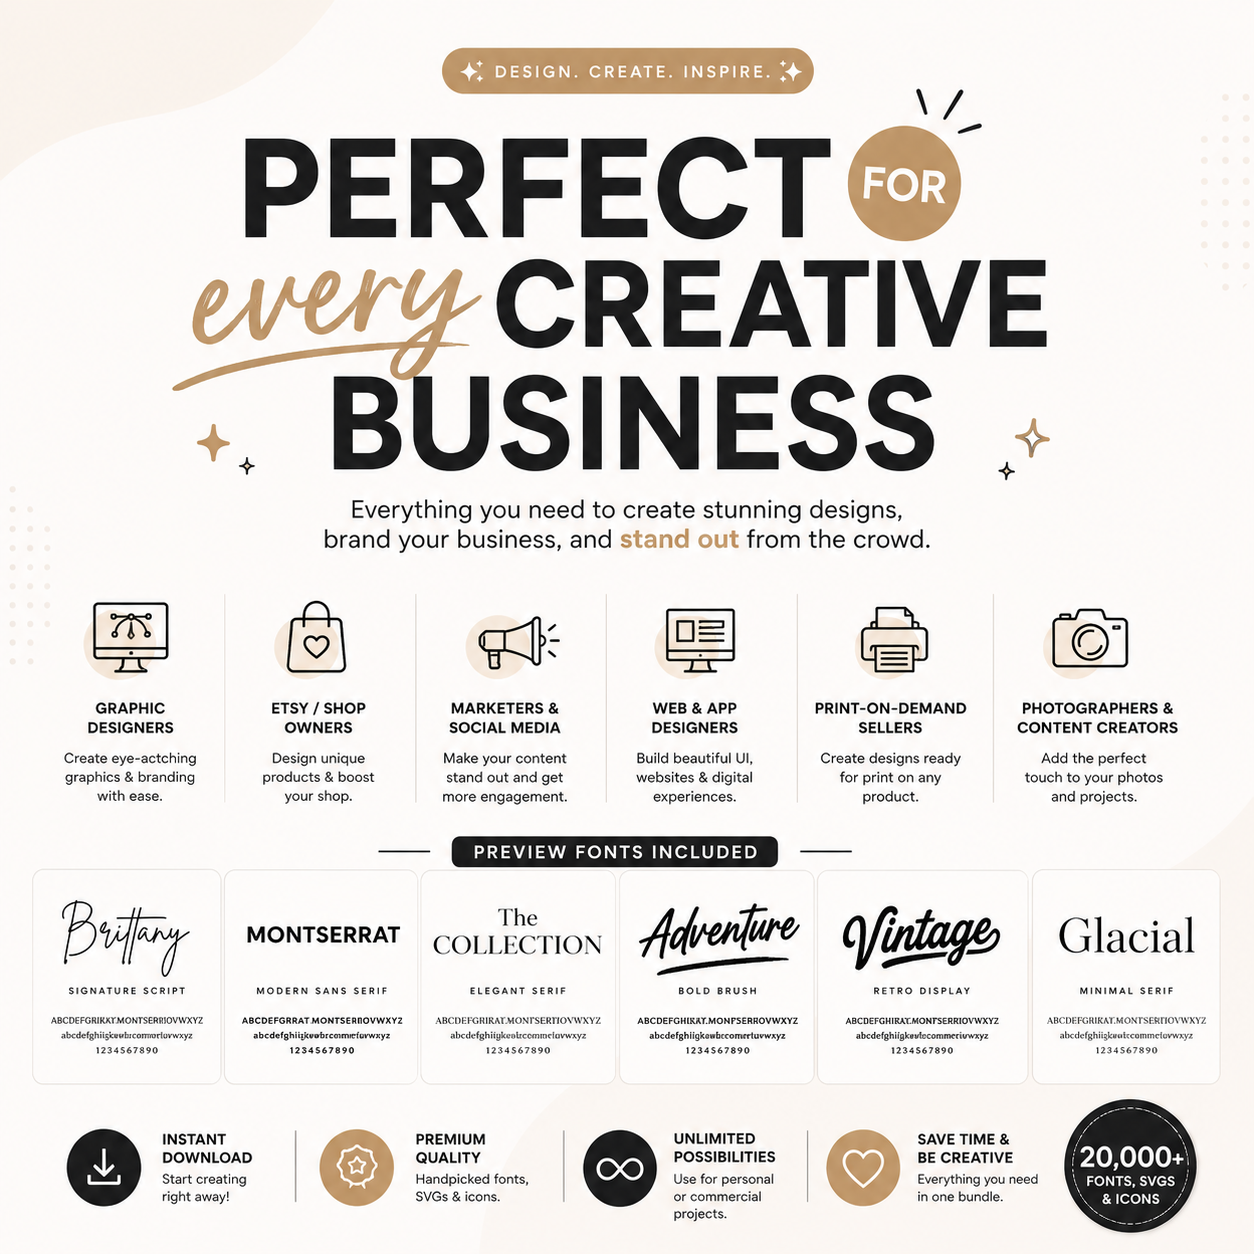 DESIGN. CREATE. INSPIRE.
PERFECT FOR
every CREATIVE
BUSINESS
Everything you need to create stunning designs,
brand your business, and stand out from the crowd.
GRAPHIC
DESIGNERS
Create eye-actching
graphics & branding
with ease.
ETSY / SHOP
OWNERS
Design unique
products & boost
your shop.
MARKETERS &
SOCIAL MEDIA
Make your content
stand out and get
more engagement.
WEB & APP
DESIGNERS
Build beautiful UI,
websites & digital
experiences.
PRINT-ON-DEMAND
SELLERS
Create designs ready
for print on any
product.
PHOTOGRAPHERS &
CONTENT CREATORS
Add the perfect
touch to your photos
and projects.
PREVIEW FONTS INCLUDED
Brittany
SIGNATURE SCRIPT
1234567890
MONTSERRAT
MODERN SANS SERIF
1234567890
The
COLLECTION
ELEGANT SERIF
1234567890
Adventure
BOLD BRUSH
1234567890
Vintage
RETRO DISPLAY
1234567890
Glacial
MINIMAL SERIF
1234567890
INSTANT
DOWNLOAD
Start creating
right away!
PREMIUM
QUALITY
Handpicked fonts,
SVGs & icons.
UNLIMITED
POSSIBILITIES
Use for personal
or commercial
projects.
SAVE TIME &
BE CREATIVE
Everything you need
in one bundle.
20,000+
FONTS, SVGS
& ICONS